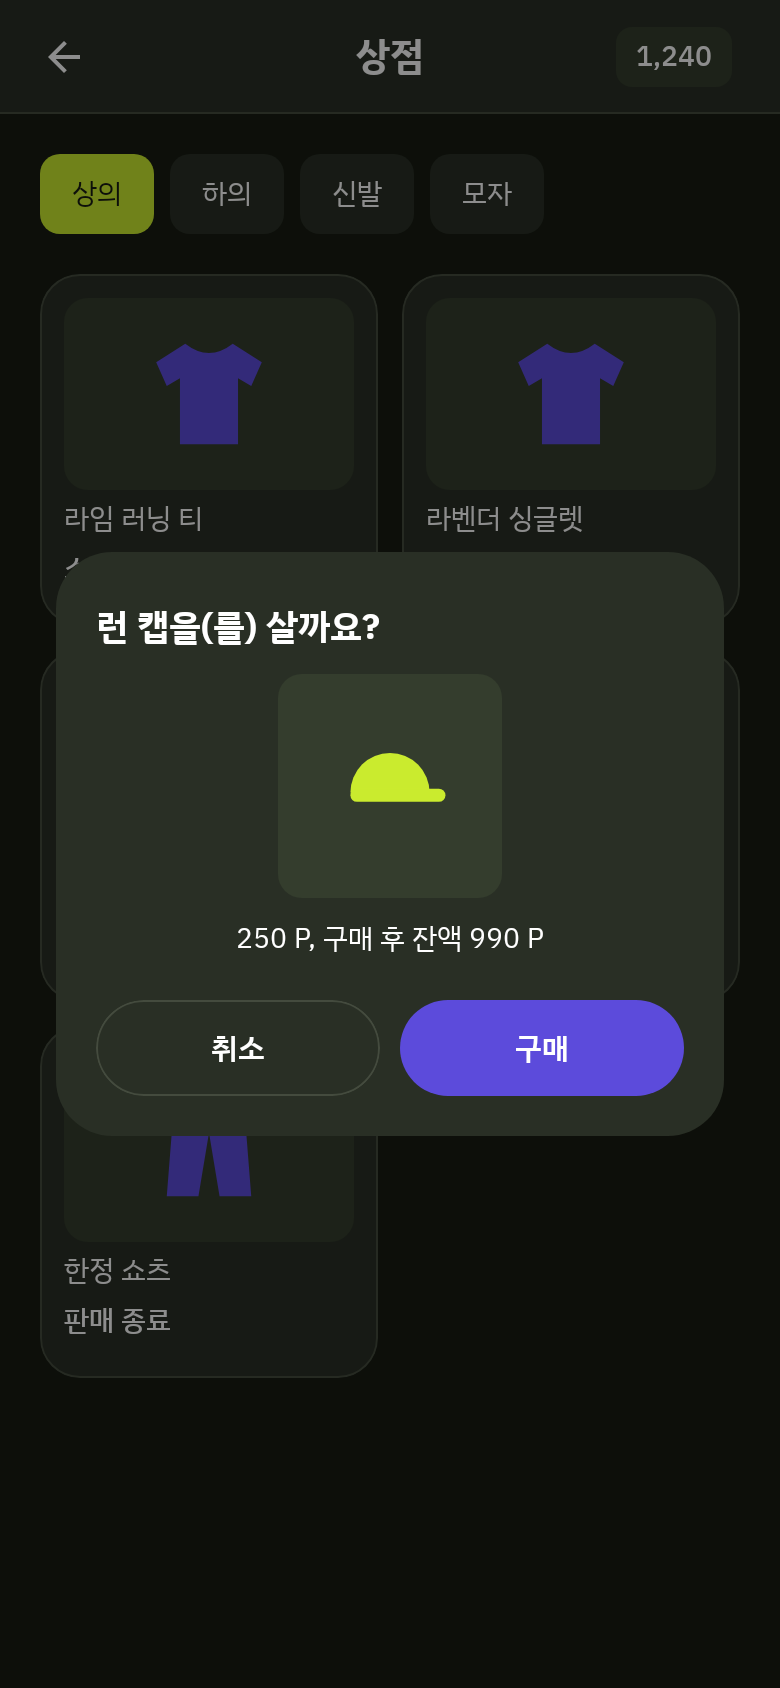 상점
1,240
상의 하의 신발 모자
라임 러닝 티
라벤더 싱글렛
런 캡을(를) 살까요?
250 P, 구매 후 잔액 990 P
취소 구매
한정 쇼츠
판매 종료